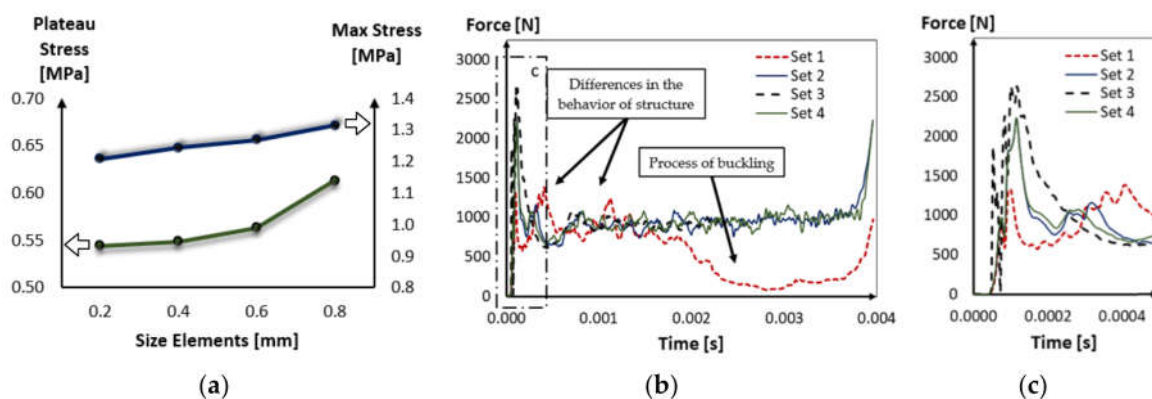 Plateau
Stress
[MPa]
Max Stress
[MPa]
0.70
0.65
0.60
0.55
0.50
1.4
1.3
1.2
1.1
1.0
0.9
0.8
0.2 0.4 0.6 0.8
Size Elements [mm]
(a)
Force [N]
3000
2500
2000
1500
1000
500
0
C
Differences in the
behavior of structure
Process of buckling
Set 1
Set 2
Set 3
Set 4
0.000 0.001 0.002 0.003 0.004
Time [s]
(b)
Force [N]
3000
2500
2000
1500
1000
500
0
Set 1
Set 2
Set 3
Set 4
0.0000 0.0002 0.0004
Time [s]
(c)